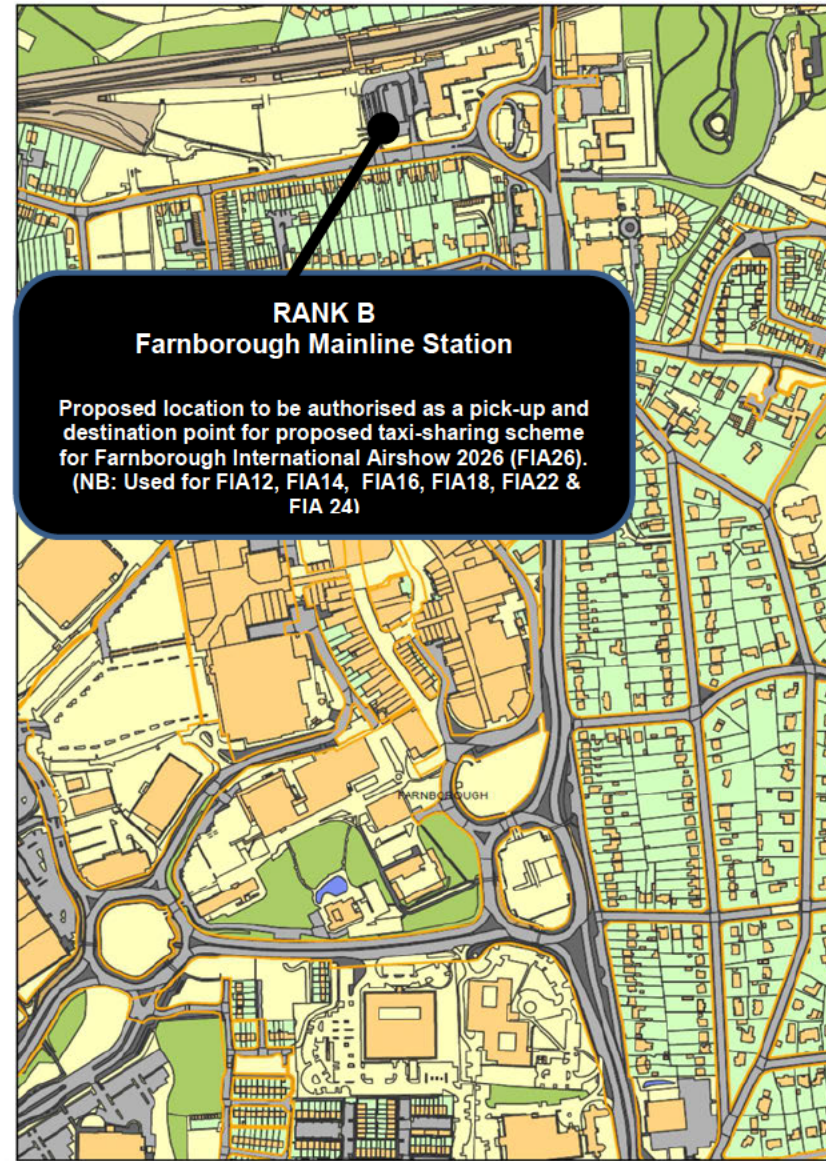 RANK B
Farnborough Mainline Station
Proposed location to be authorised as a pick-up and
destination point for proposed taxi-sharing scheme
for Farnborough International Airshow 2026 (FIA26).
(NB: Used for FIA12, FIA14, FIA16, FIA18, FIA22 &
FIA 24)
FARNBOROUGH